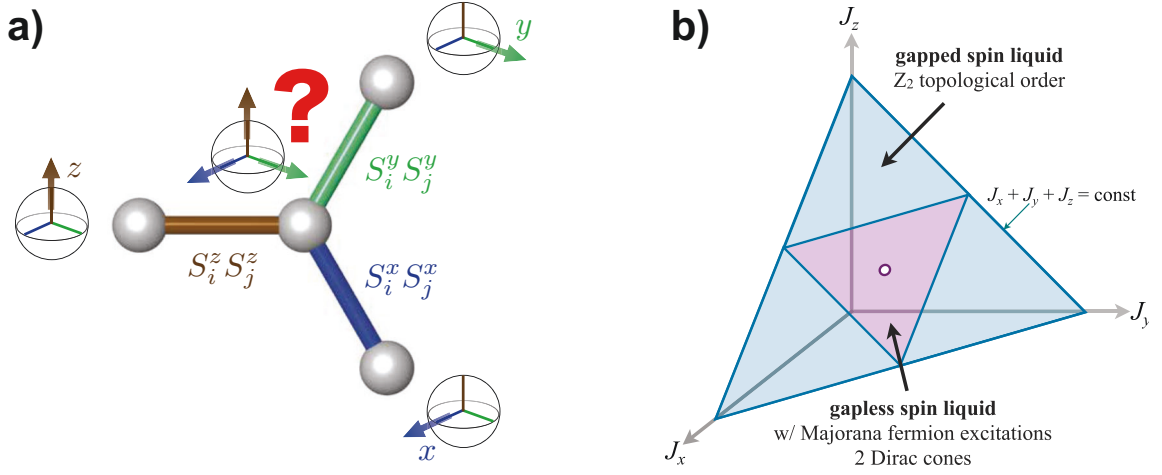 a)
y
?
z
S_i^y S_j^y
S_i^z S_j^z
S_i^x S_j^x
x
b)
J_z
gapped spin liquid
Z₂ topological order
J_x + J_y + J_z = const
J_y
gapless spin liquid
w/ Majorana fermion excitations
2 Dirac cones
J_x